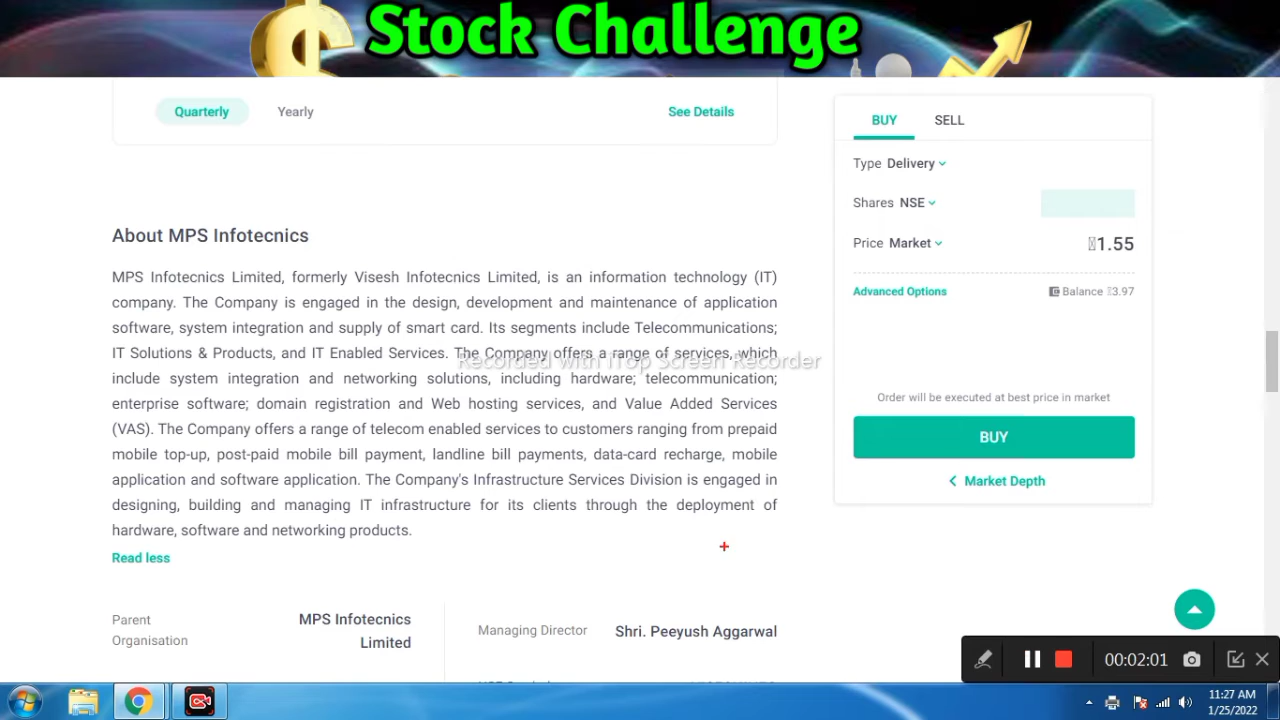 Stock Challenge
Quarterly Yearly See Details
About MPS Infotecnics
MPS Infotecnics Limited, formerly Visesh Infotecnics Limited, is an information technology (IT)
company. The Company is engaged in the design, development and maintenance of application
software, system integration and supply of smart card. Its segments include Telecommunications;
IT Solutions & Products, and IT Enabled Services. The Company offers a range of services, which
include system integration and networking solutions, including hardware; telecommunication;
enterprise software; domain registration and Web hosting services, and Value Added Services
(VAS). The Company offers a range of telecom enabled services to customers ranging from prepaid
mobile top-up, post-paid mobile bill payment, landline bill payments, data-card recharge, mobile
application and software application. The Company's Infrastructure Services Division is engaged in
designing, building and managing IT infrastructure for its clients through the deployment of
hardware, software and networking products.
Read less
Parent
Organisation
MPS Infotecnics
Limited
Managing Director Shri. Peeyush Aggarwal
BUY SELL
Type Delivery
Shares NSE
Price Market 1.55
Advanced Options Balance 3.97
Order will be executed at best price in market
BUY
Market Depth
Recorded with iTop Screen Recorder
00:02:01
11:27 AM
1/25/2022